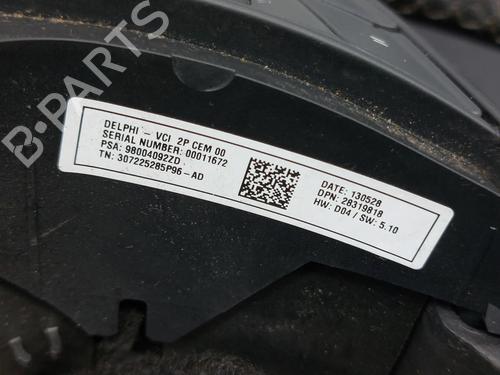 DELPHI - VCI 2P CEM 00
SERIAL NUMBER: 00011672
PSA: 98004092ZD
TN: 307225285P96-AD
DATE: 130528
DPN: 28319818
HW: D04 / SW: 5.10
B-PARTS